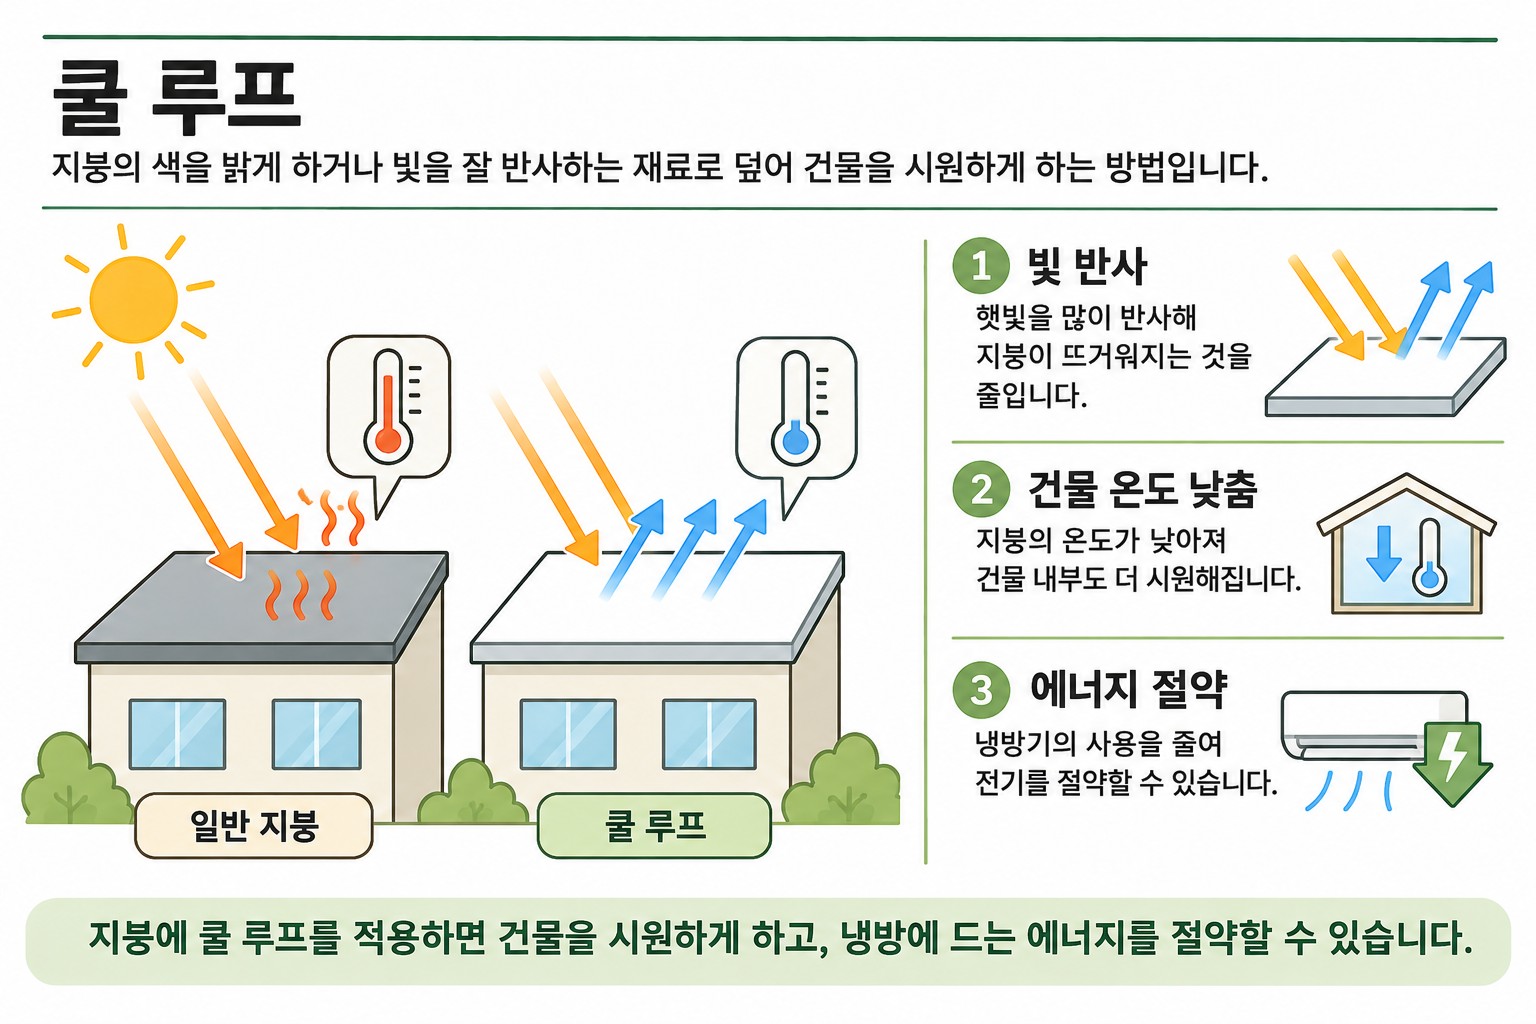 쿨 루프
지붕의 색을 밝게 하거나 빛을 잘 반사하는 재료로 덮어 건물을 시원하게 하는 방법입니다.
일반 지붕
쿨 루프
1 빛 반사
햇빛을 많이 반사해
지붕이 뜨거워지는 것을
줄입니다.
2 건물 온도 낮춤
지붕의 온도가 낮아져
건물 내부도 더 시원해집니다.
3 에너지 절약
냉방기의 사용을 줄여
전기를 절약할 수 있습니다.
지붕에 쿨 루프를 적용하면 건물을 시원하게 하고, 냉방에 드는 에너지를 절약할 수 있습니다.